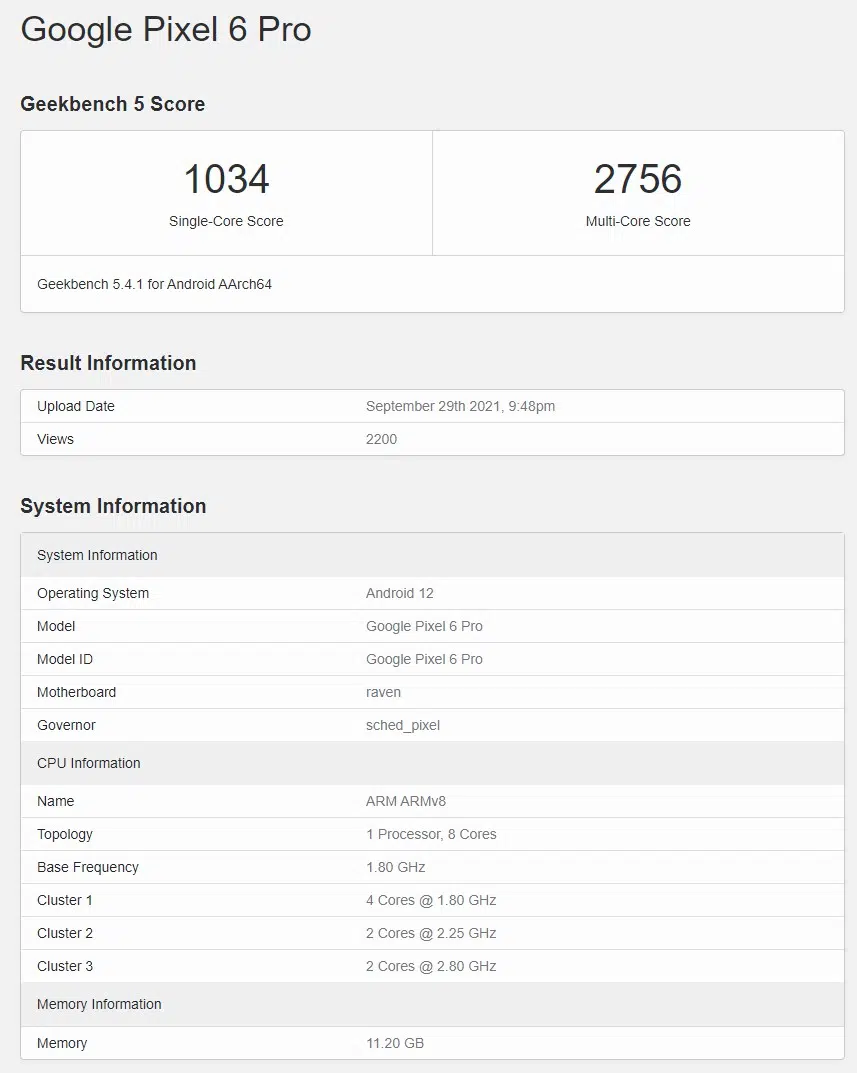 Google Pixel 6 Pro
Geekbench 5 Score
1034 2756
Single-Core Score Multi-Core Score
Geekbench 5.4.1 for Android AArch64
Result Information
Upload Date September 29th 2021, 9:48pm
Views 2200
System Information
System Information
Operating System Android 12
Model Google Pixel 6 Pro
Model ID Google Pixel 6 Pro
Motherboard raven
Governor sched_pixel
CPU Information
Name ARM ARMv8
Topology 1 Processor, 8 Cores
Base Frequency 1.80 GHz
Cluster 1 4 Cores @ 1.80 GHz
Cluster 2 2 Cores @ 2.25 GHz
Cluster 3 2 Cores @ 2.80 GHz
Memory Information
Memory 11.20 GB